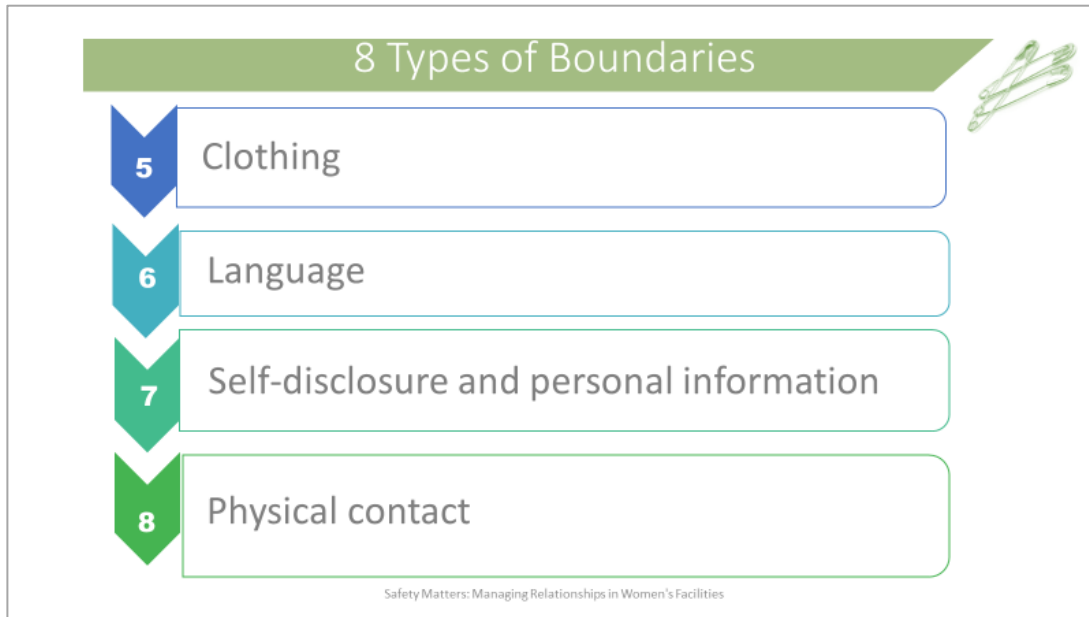 8 Types of Boundaries
5
Clothing
6
Language
7
Self-disclosure and personal information
8
Physical contact
Safety Matters: Managing Relationships in Women's Facilities